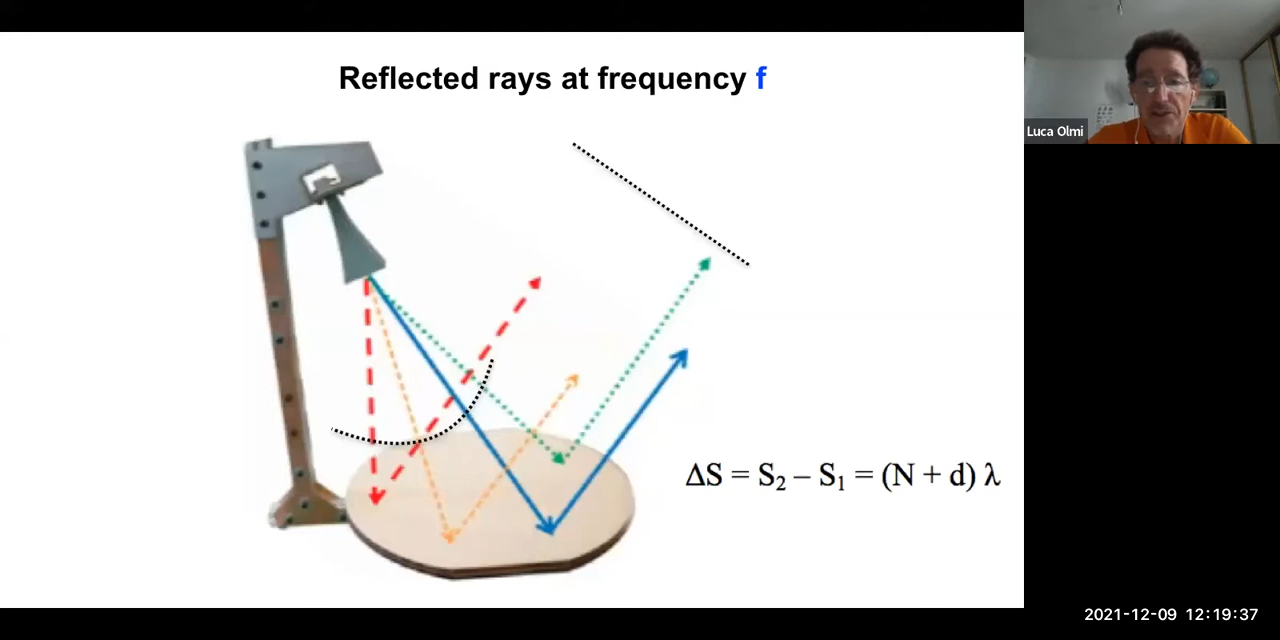 Reflected rays at frequency f
Luca Olmi
ΔS = S₂ – S₁ = (N + d) λ
2021-12-09 12:19:37